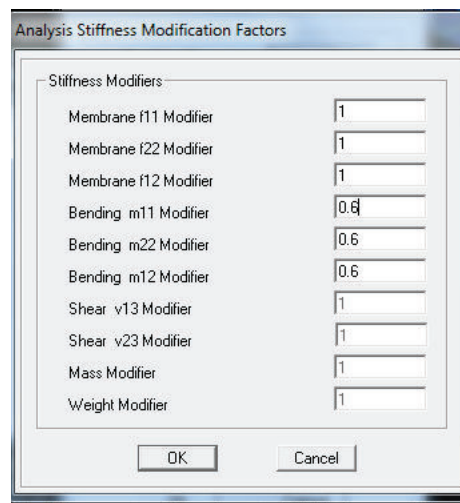 Analysis Stiffness Modification Factors
Stiffness Modifiers
Membrane f11 Modifier 1
Membrane f22 Modifier 1
Membrane f12 Modifier 1
Bending m11 Modifier 0.6
Bending m22 Modifier 0.6
Bending m12 Modifier 0.6
Shear v13 Modifier 1
Shear v23 Modifier 1
Mass Modifier 1
Weight Modifier 1
OK Cancel